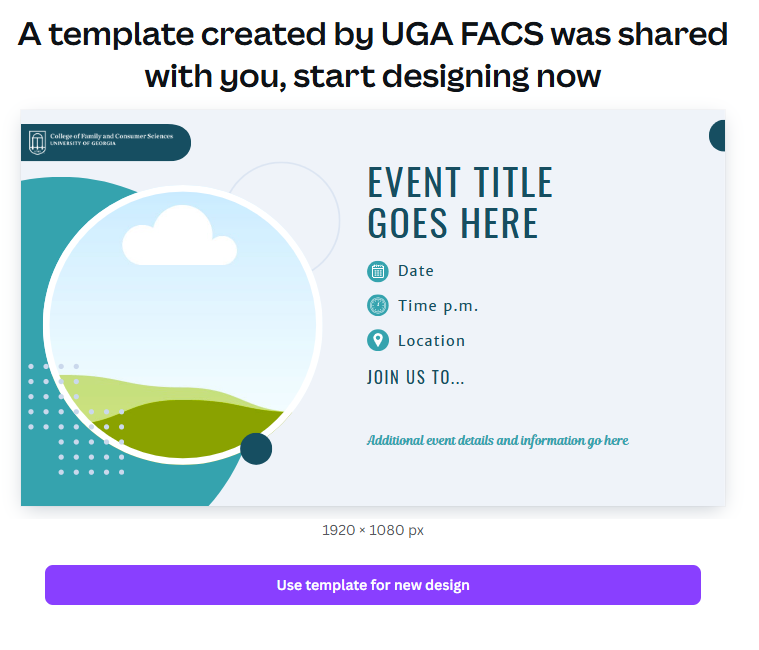 A template created by UGA FACS was shared
with you, start designing now
College of Family and Consumer Sciences
UNIVERSITY OF GEORGIA
EVENT TITLE
GOES HERE
Date
Time p.m.
Location
JOIN US TO...
Additional event details and information go here
1920 × 1080 px
Use template for new design